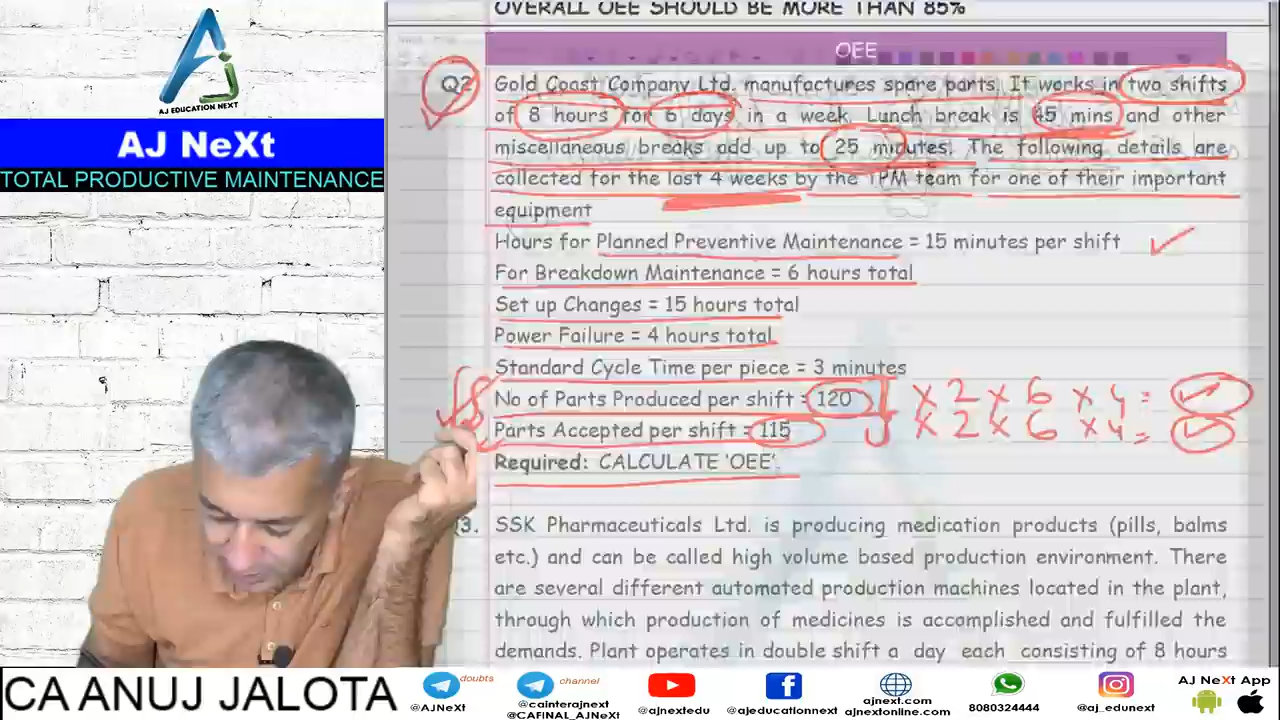 OVERALL OEE SHOULD BE MORE THAN 85%
OEE
AJ EDUCATION NEXT
AJ NeXt
TOTAL PRODUCTIVE MAINTENANCE
Q2 Gold Coast Company Ltd. manufactures spare parts. It works in two shifts
of 8 hours for 6 days in a week. Lunch break is 45 mins and other
miscellaneous breaks add up to 25 minutes. The following details are
collected for the last 4 weeks by the TPM team for one of their important
equipment
Hours for Planned Preventive Maintenance = 15 minutes per shift
For Breakdown Maintenance = 6 hours total
Set up Changes = 15 hours total
Power Failure = 4 hours total
Standard Cycle Time per piece = 3 minutes
No of Parts Produced per shift = 120 × 2 × 6 × 4 =
Parts Accepted per shift = 115 × 2 × 6 × 4 =
Required: CALCULATE 'OEE'.
3. SSK Pharmaceuticals Ltd. is producing medication products (pills, balms
etc.) and can be called high volume based production environment. There
are several different automated production machines located in the plant,
through which production of medicines is accomplished and fulfilled the
demands. Plant operates in double shift a day each consisting of 8 hours
CA ANUJ JALOTA
doubts
@AJNeXt
channel
@cainterajnext
@CAFINAL_AJNeXt
@ajnextedu
@ajeducationnext
ajnext.com
ajnextonline.com
8080324444
@aj_edunext
AJ NeXt App